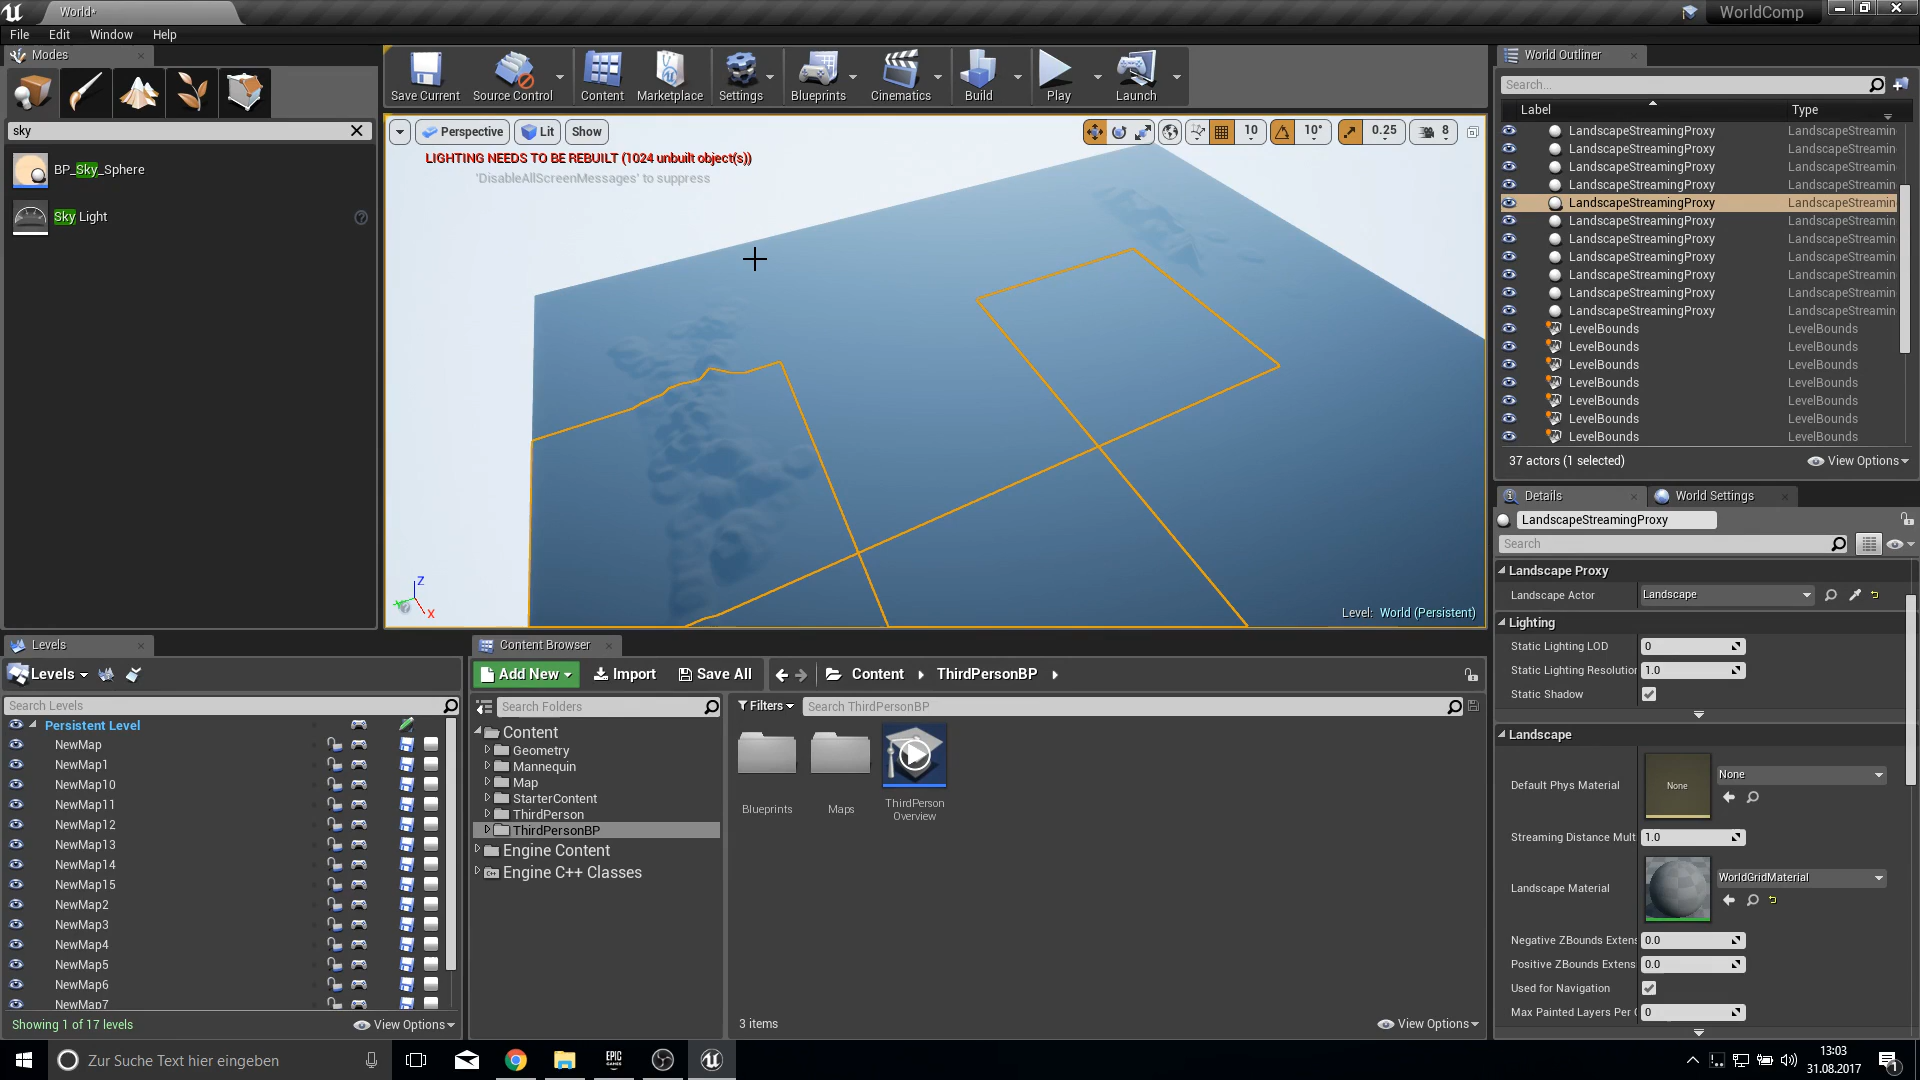 World*
WorldComp
File Edit Window Help
Modes
sky
BP_Sky_Sphere
Sky Light
Save Current
Source Control
Content
Marketplace
Settings
Blueprints
Cinematics
Build
Play
Launch
Perspective
Lit
Show
10
10°
0.25
8
LIGHTING NEEDS TO BE REBUILT (1024 unbuilt object(s))
'DisableAllScreenMessages' to suppress
Z
X
Level: World (Persistent)
World Outliner
Search...
Label Type
LandscapeStreamingProxy LandscapeStreamin
LandscapeStreamingProxy LandscapeStreamin
LandscapeStreamingProxy LandscapeStreamin
LandscapeStreamingProxy LandscapeStreamin
LandscapeStreamingProxy LandscapeStreamin
LandscapeStreamingProxy LandscapeStreamin
LandscapeStreamingProxy LandscapeStreamin
LandscapeStreamingProxy LandscapeStreamin
LandscapeStreamingProxy LandscapeStreamin
LandscapeStreamingProxy LandscapeStreamin
LandscapeStreamingProxy LandscapeStreamin
LevelBounds LevelBounds
LevelBounds LevelBounds
LevelBounds LevelBounds
LevelBounds LevelBounds
LevelBounds LevelBounds
LevelBounds LevelBounds
LevelBounds LevelBounds
37 actors (1 selected)
View Options
Details
World Settings
LandscapeStreamingProxy
Search
Landscape Proxy
Landscape Actor Landscape
Lighting
Static Lighting LOD 0
Static Lighting Resolution 1.0
Static Shadow
Landscape
Default Phys Material None None
Streaming Distance Mult 1.0
Landscape Material WorldGridMaterial
Negative ZBounds Extens 0.0
Positive ZBounds Extens 0.0
Used for Navigation
Max Painted Layers Per C 0
Levels
Levels
Search Levels
Persistent Level
NewMap
NewMap1
NewMap10
NewMap11
NewMap12
NewMap13
NewMap14
NewMap15
NewMap2
NewMap3
NewMap4
NewMap5
NewMap6
NewMap7
Showing 1 of 17 levels
View Options
Content Browser
Add New
Import
Save All
Content
ThirdPersonBP
Search Folders
Filters
Search ThirdPersonBP
Content
Geometry
Mannequin
Map
StarterContent
ThirdPerson
ThirdPersonBP
Engine Content
Engine C++ Classes
Blueprints
Maps
ThirdPerson
Overview
3 items
View Options
Zur Suche Text hier eingeben
EPIC
GAMES
13:03
31.08.2017
1